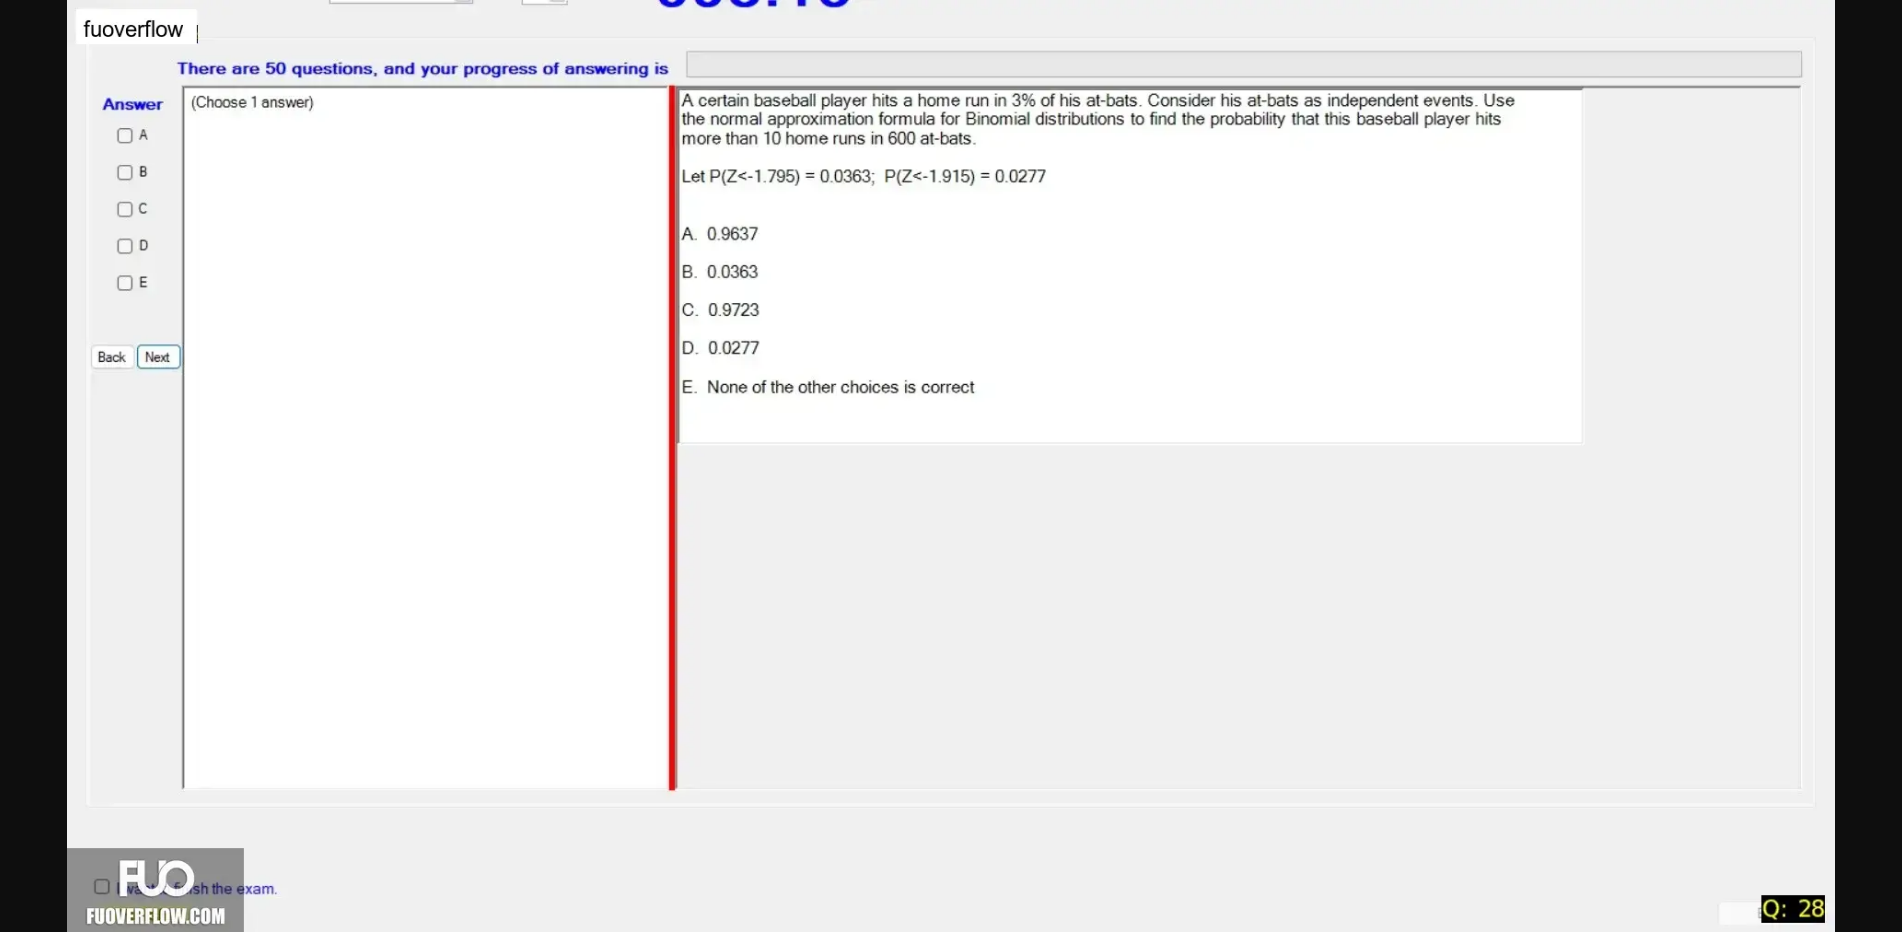 fuoverflow
There are 50 questions, and your progress of answering is
Answer
(Choose 1 answer)
A
B
C
D
E
Back Next
A certain baseball player hits a home run in 3% of his at-bats. Consider his at-bats as independent events. Use
the normal approximation formula for Binomial distributions to find the probability that this baseball player hits
more than 10 home runs in 600 at-bats.
Let P(Z<-1.795) = 0.0363; P(Z<-1.915) = 0.0277
A. 0.9637
B. 0.0363
C. 0.9723
D. 0.0277
E. None of the other choices is correct
FUO
the exam.
FUOVERFLOW.COM
Q: 28